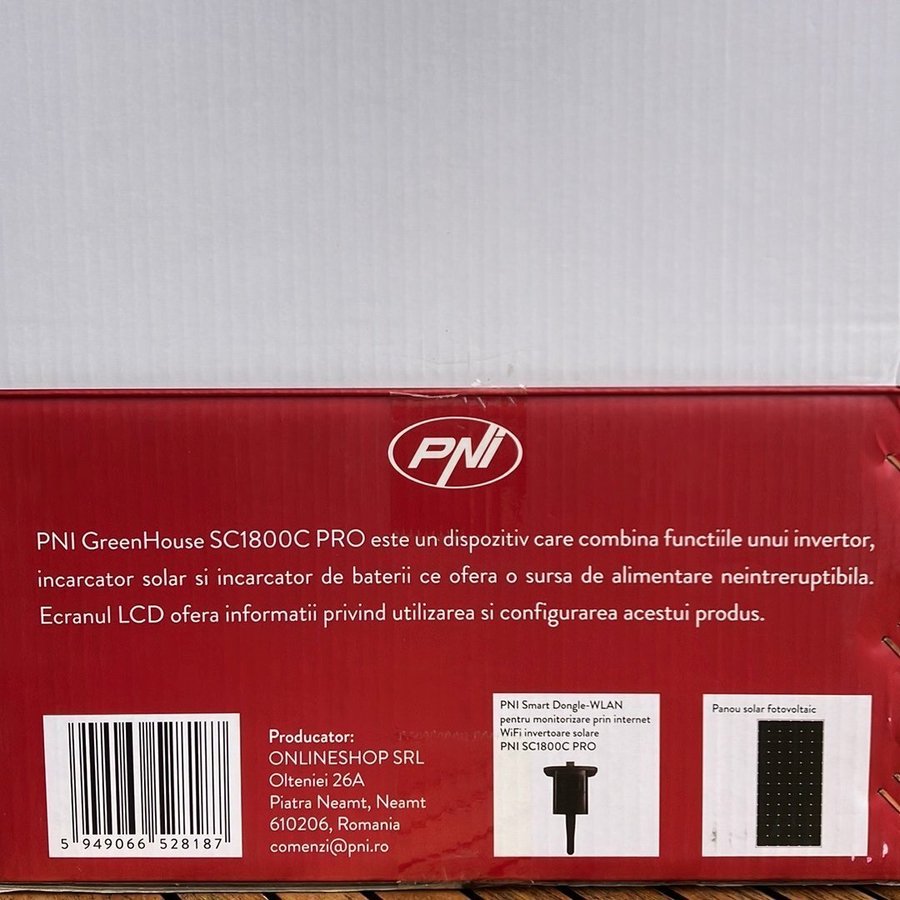 PNI
PNI GreenHouse SC1800C PRO este un dispozitiv care combina functiile unui invertor,
incarcator solar si incarcator de baterii ce ofera o sursa de alimentare neintreruptibila.
Ecranul LCD ofera informatii privind utilizarea si configurarea acestui produs.
5 949066 528187
Producator:
ONLINESHOP SRL
Olteniei 26A
Piatra Neamt, Neamt
610206, Romania
comenzi@pni.ro
PNI Smart Dongle-WLAN
pentru monitorizare prin internet
WiFi invertoare solare
PNI SC1800C PRO
Panou solar fotovoltaic